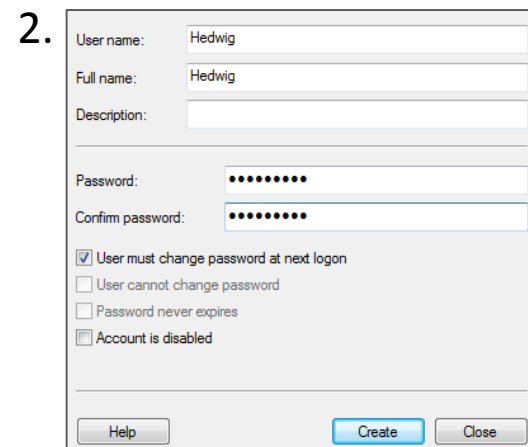 2.
User name: Hedwig
Full name: Hedwig
Description:
Password: •••••••••
Confirm password: •••••••••
User must change password at next logon
User cannot change password
Password never expires
Account is disabled
Help Create Close